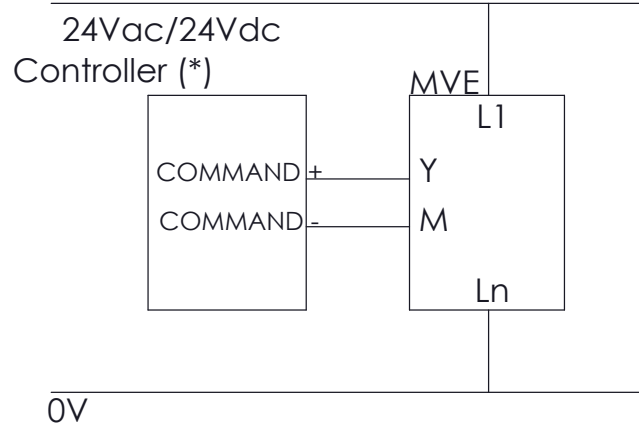 24Vac/24Vdc
Controller (*)
MVE
L1
COMMAND + Y
COMMAND - M
Ln
0V